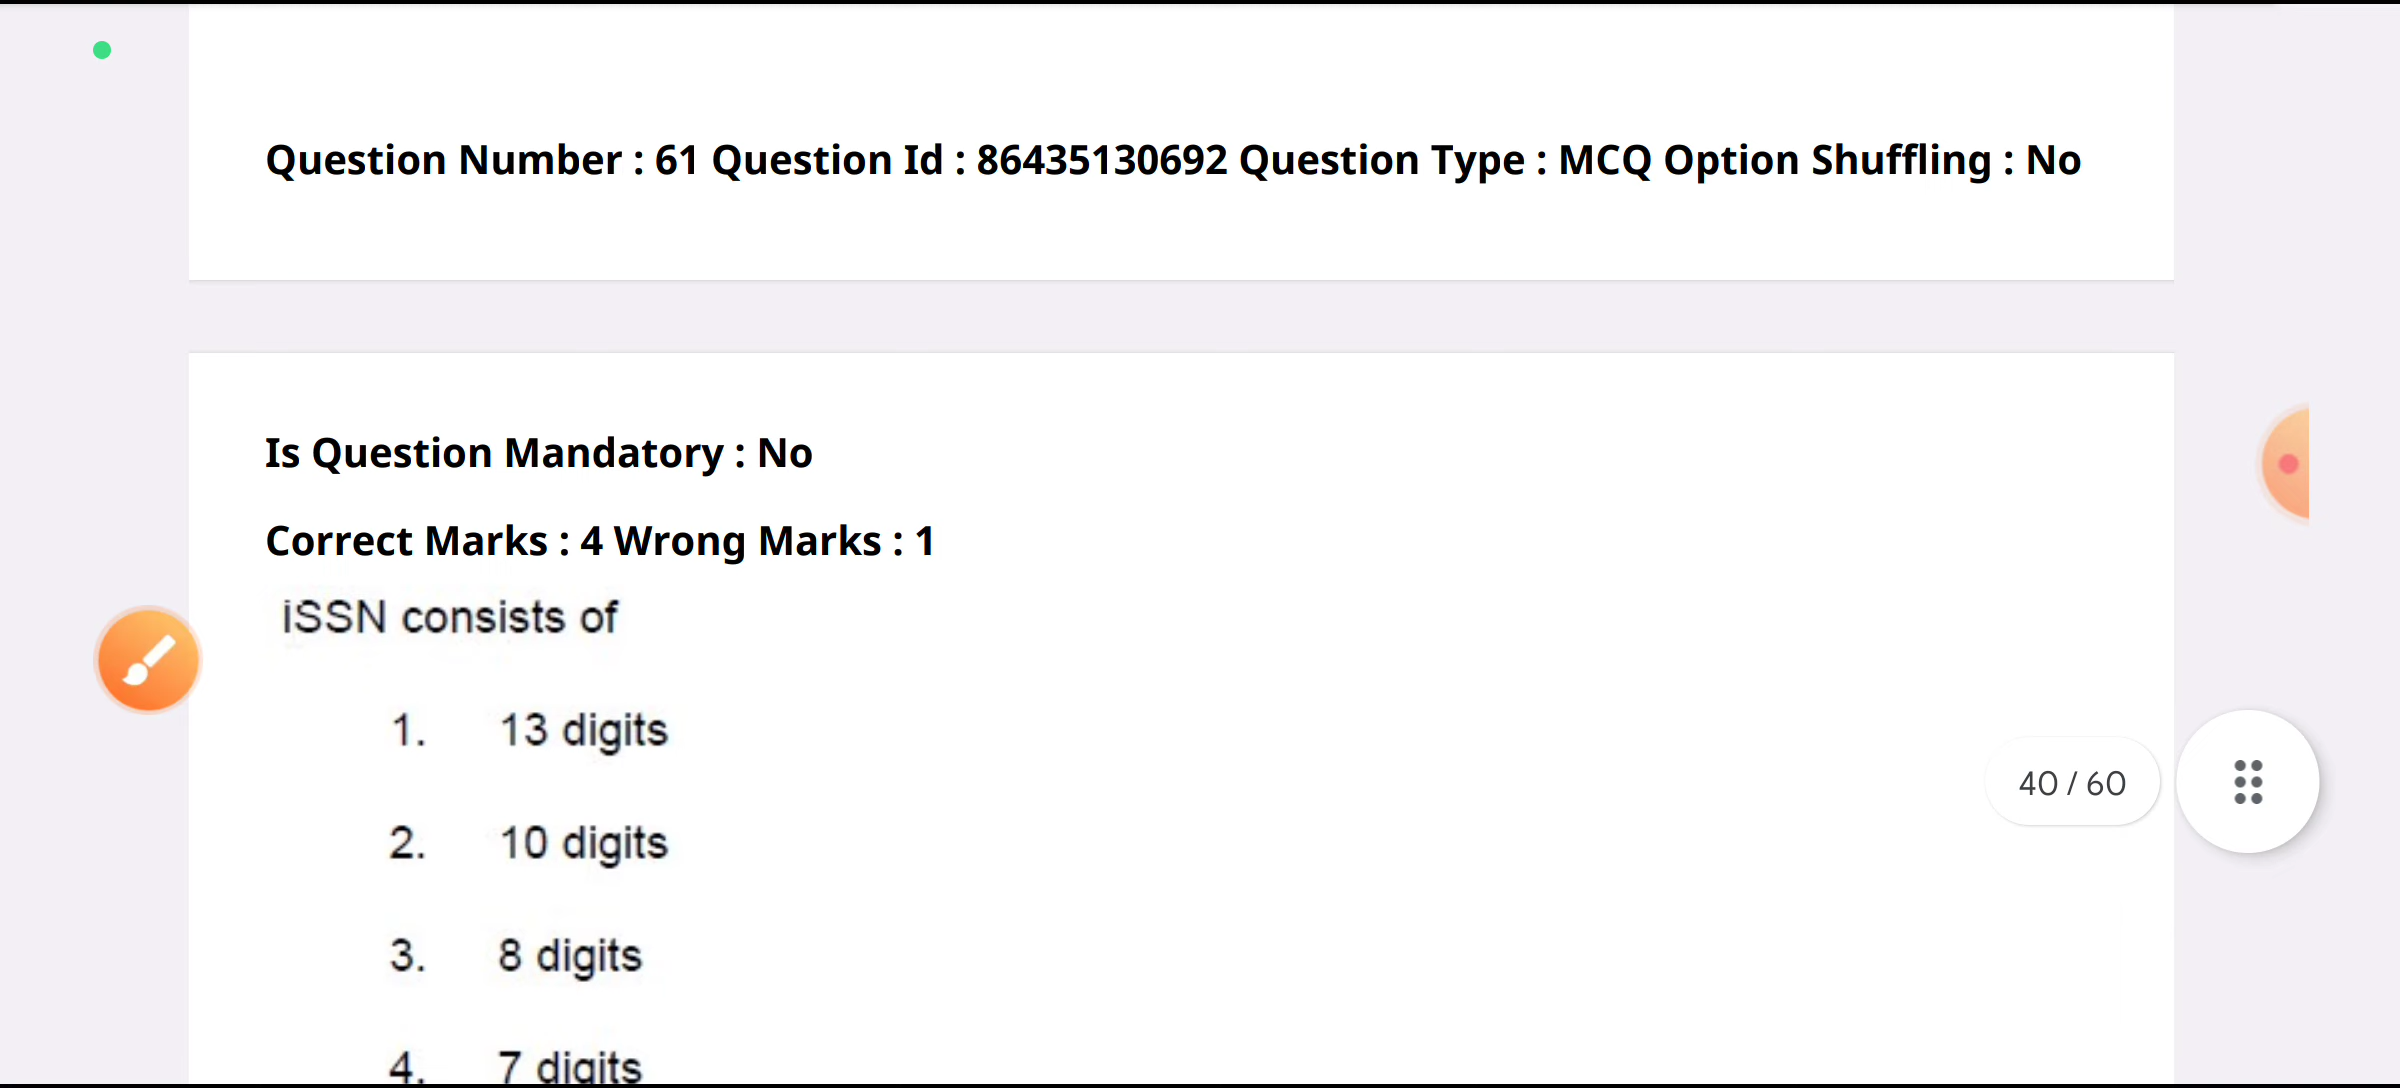 Question Number : 61 Question Id : 86435130692 Question Type : MCQ Option Shuffling : No
Is Question Mandatory : No
Correct Marks : 4 Wrong Marks : 1
ISSN consists of
1. 13 digits
2. 10 digits
3. 8 digits
40 / 60
4. 7 digits